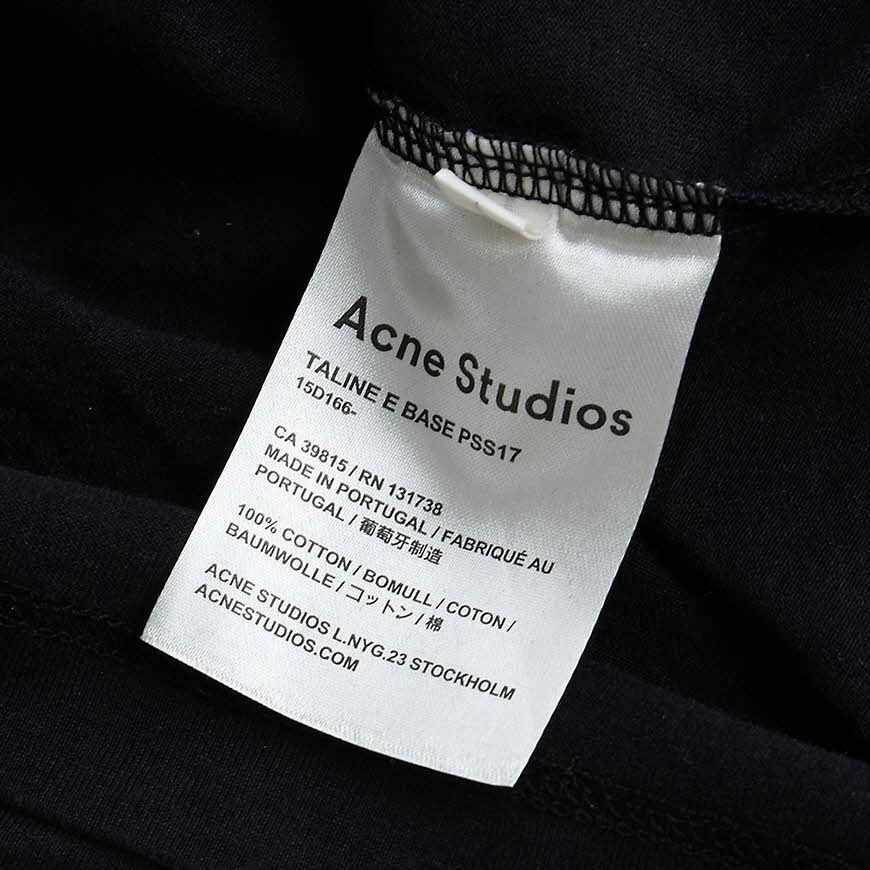 Acne Studios
TALINE E BASE PSS17
15D166-
CA 39815 / RN 131738
MADE IN PORTUGAL / FABRIQUÉ AU
PORTUGAL / 葡萄牙制造
100% COTTON / BOMULL / COTON /
BAUMWOLLE / コットン / 棉
ACNE STUDIOS L.NYG.23 STOCKHOLM
ACNESTUDIOS.COM